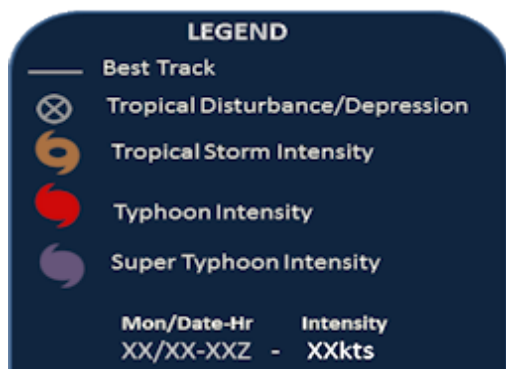 LEGEND
Best Track
Tropical Disturbance/Depression
Tropical Storm Intensity
Typhoon Intensity
Super Typhoon Intensity
Mon/Date-Hr Intensity
XX/XX-XXZ - XXkts